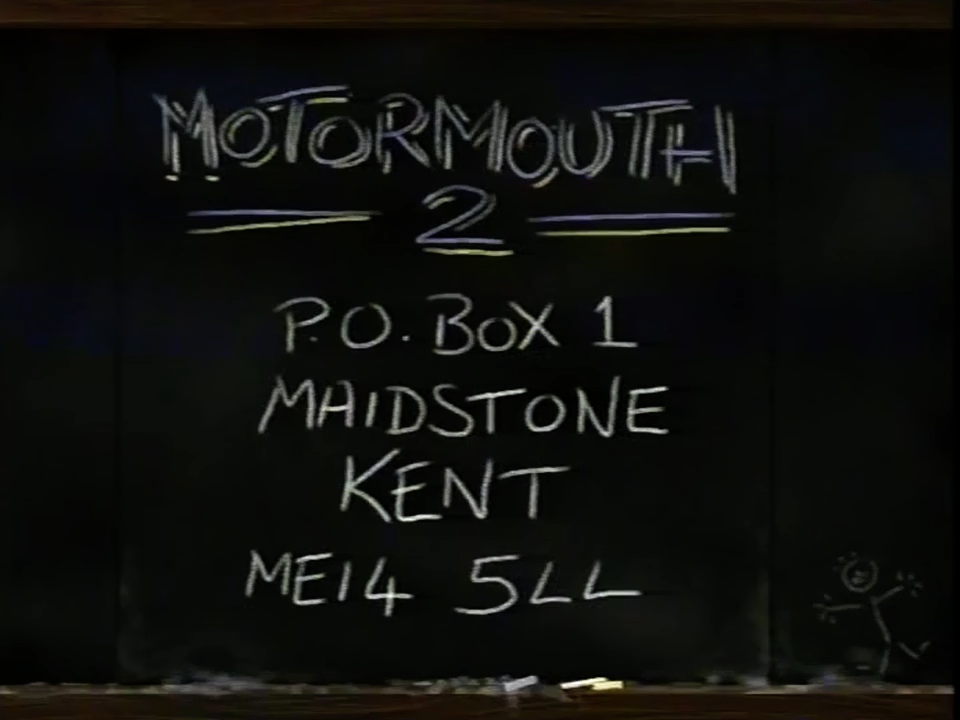 MOTORMOUTH
2
P.O. BOX 1
MAIDSTONE
KENT
ME14 5LL